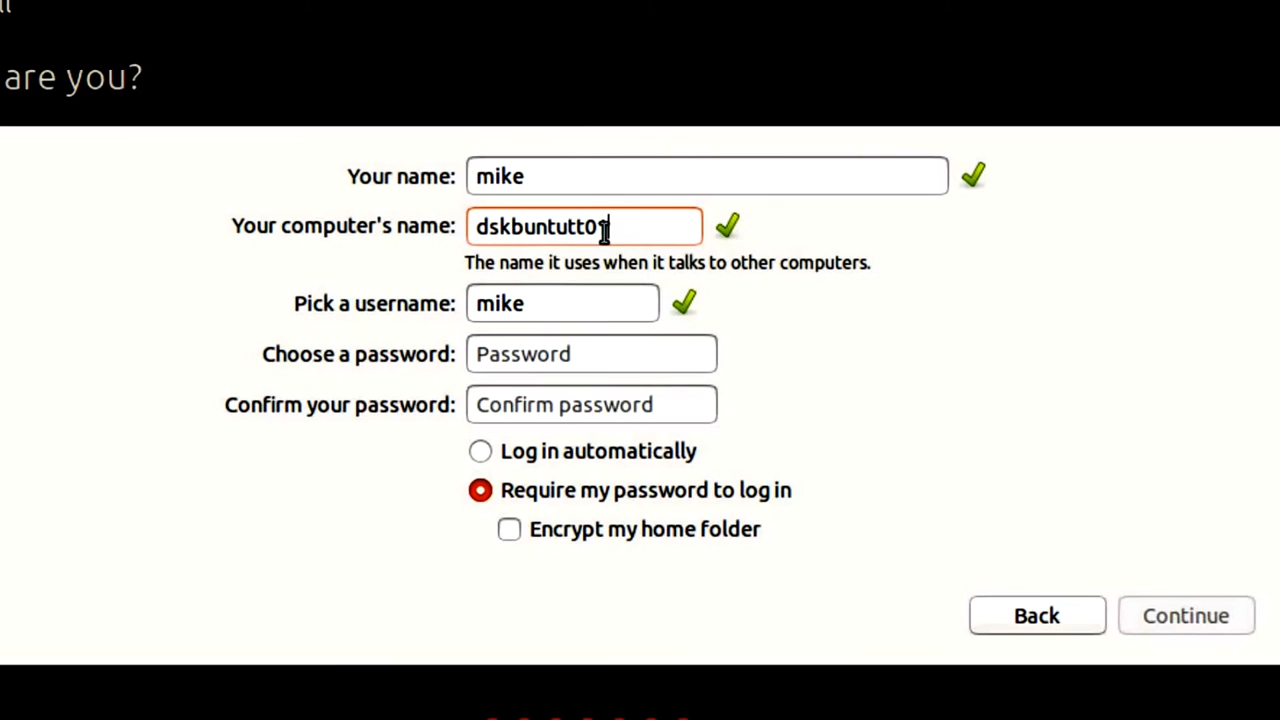 are you?
Your name: mike
Your computer's name:
The name it uses when it talks to other computers.
Pick a username: mike
Choose a password: Password
Confirm your password: Confirm password
Log in automatically
Require my password to log in
Encrypt my home folder
Back Continue